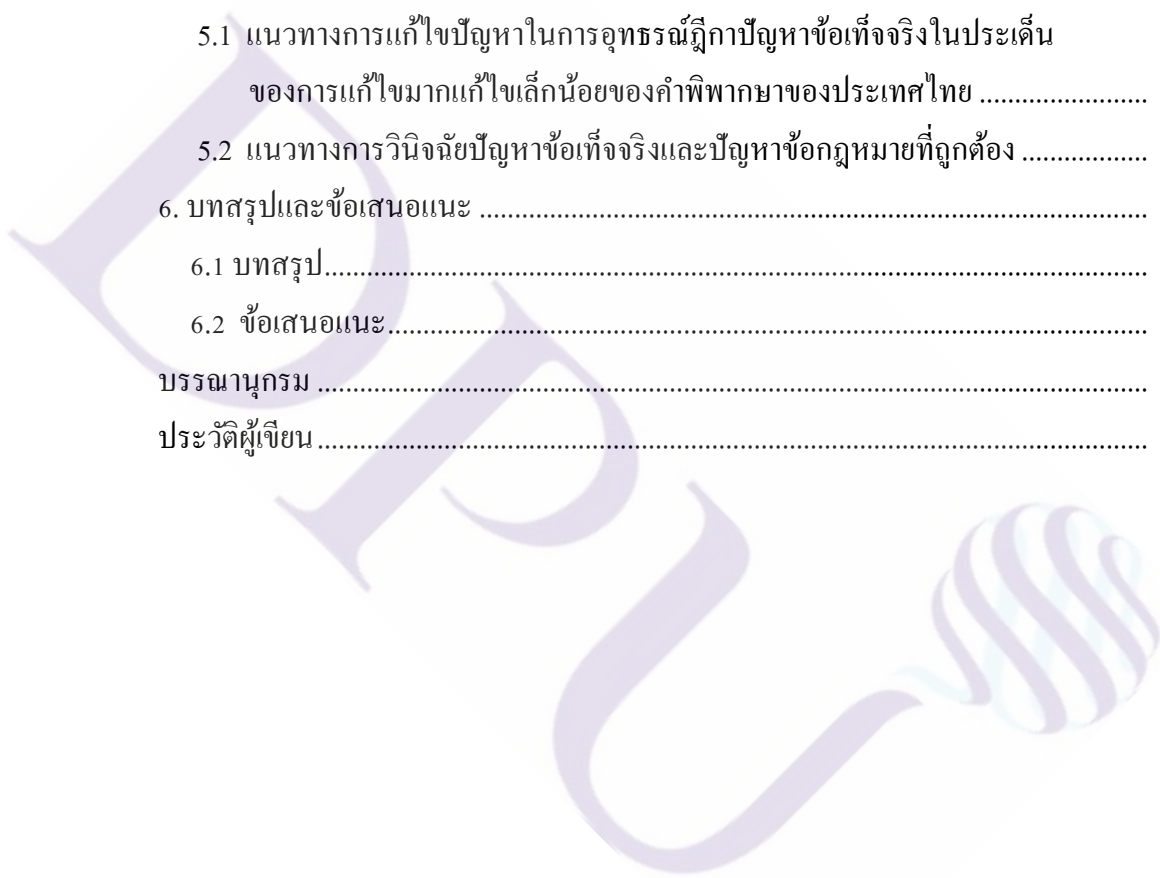 5.1 แนวทางการแก้ไขปัญหาในการอุทธรณ์ฎีกาปัญหาข้อเท็จจริงในประเด็น
ของการแก้ไขมากแก้ไขเล็กน้อยของคำพิพากษาของประเทศไทย ........................
5.2 แนวทางการวินิจฉัยปัญหาข้อเท็จจริงและปัญหาข้อกฎหมายที่ถูกต้อง ..................
6. บทสรุปและข้อเสนอแนะ ................................................................
6.1 บทสรุป................................................................
6.2 ข้อเสนอแนะ................................................................
บรรณานุกรม ................................................................
ประวัติผู้เขียน ................................................................
DPU